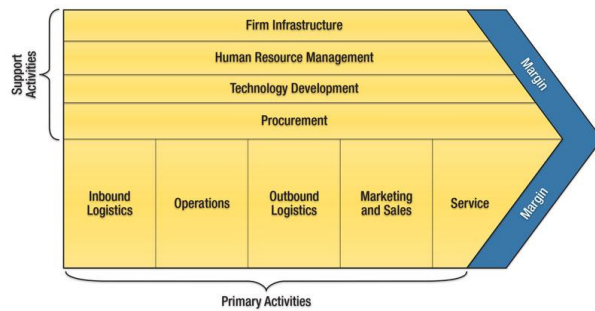 Support
Activities
Firm Infrastructure
Human Resource Management
Technology Development
Procurement
Margin
Inbound
Logistics
Operations
Outbound
Logistics
Marketing
and Sales
Service
Margin
Primary Activities